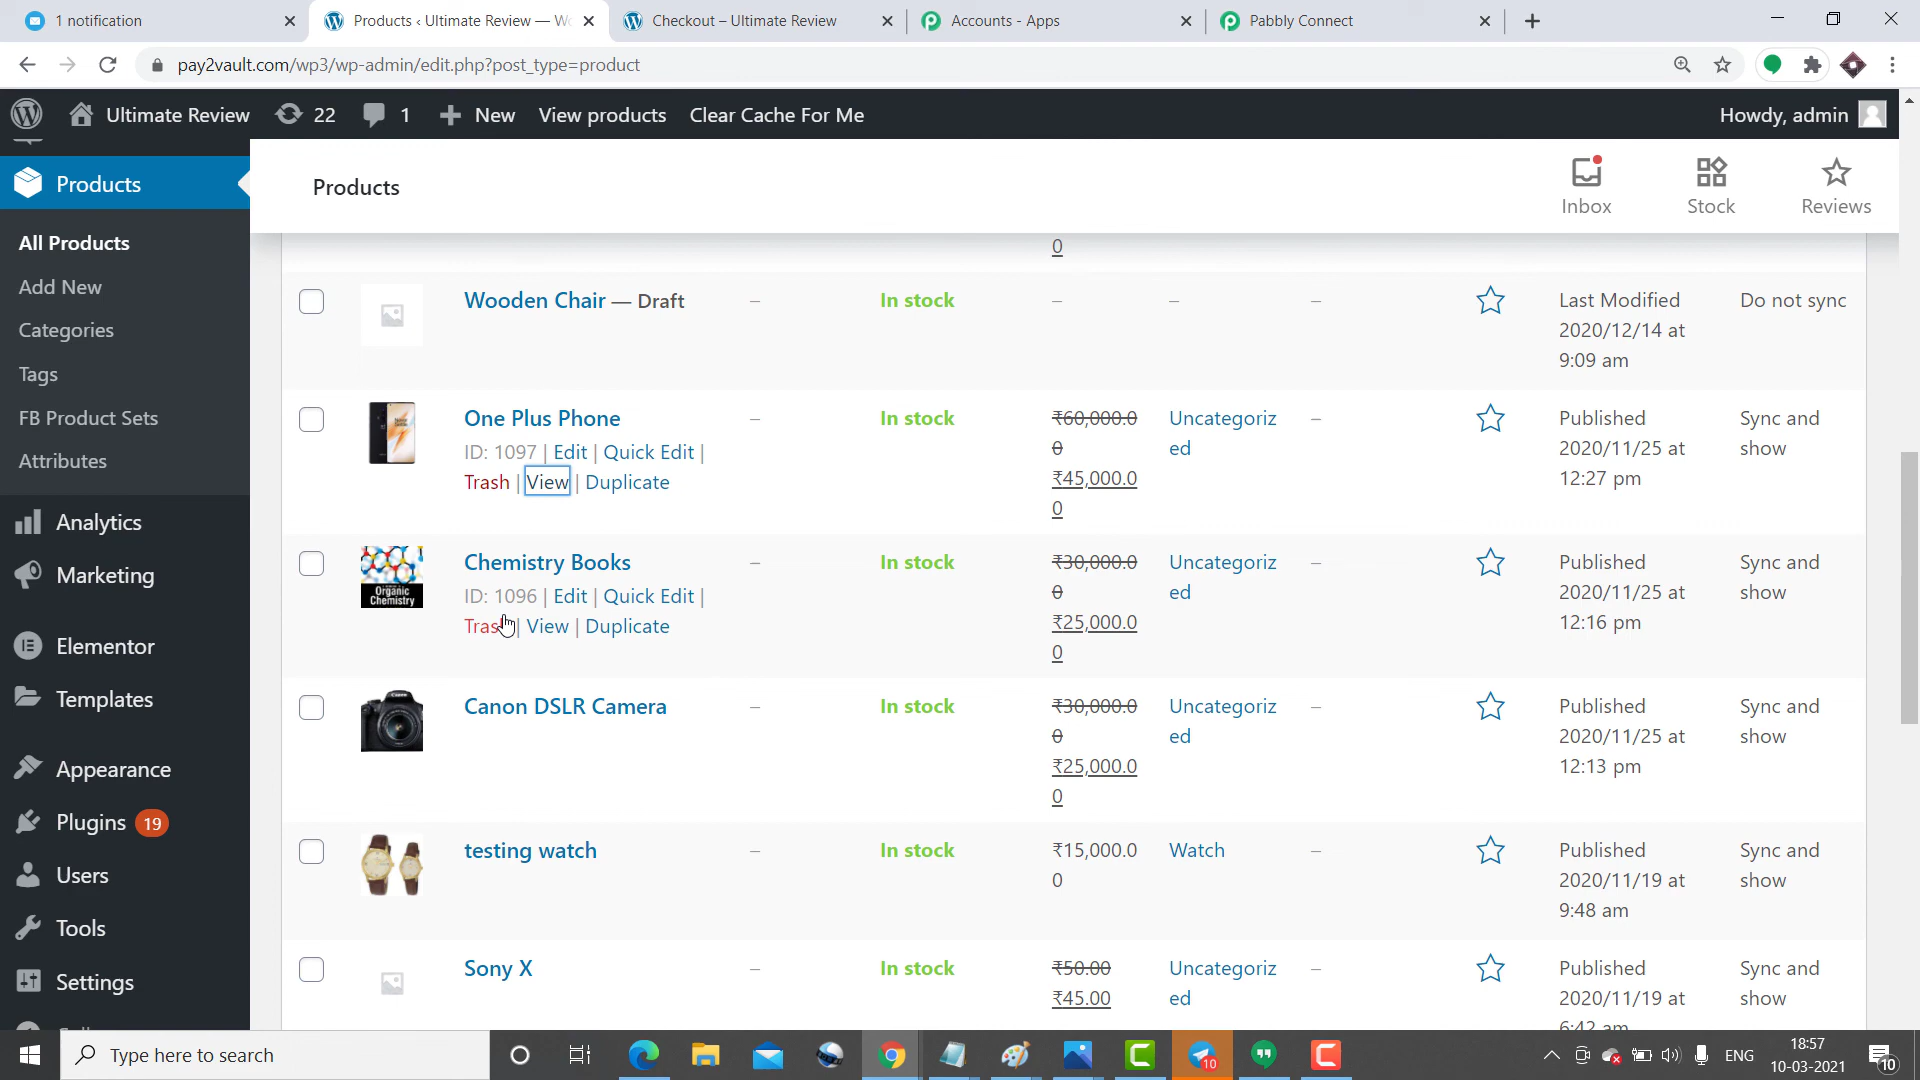 1 notification
Products ‹ Ultimate Review — W
Checkout – Ultimate Review
Accounts - Apps
Pabbly Connect
pay2vault.com/wp3/wp-admin/edit.php?post_type=product
Ultimate Review 22 1 New View products Clear Cache For Me Howdy, admin
Products
Products
Inbox
Stock
Reviews
All Products
Add New
Categories
Tags
FB Product Sets
Attributes
Analytics
Marketing
Elementor
Templates
Appearance
Plugins 19
Users
Tools
Settings
0
Wooden Chair — Draft – In stock – – – Last Modified Do not sync
2020/12/14 at
9:09 am
One Plus Phone – In stock ₹60,000.0 Uncategoriz – Published Sync and
ID: 1097 | Edit | Quick Edit | 0 ed 2020/11/25 at show
Trash | View | Duplicate ₹45,000.0 12:27 pm
0
Chemistry Books – In stock ₹30,000.0 Uncategoriz – Published Sync and
Organic
Chemistry
ID: 1096 | Edit | Quick Edit | 0 ed 2020/11/25 at show
Trash | View | Duplicate ₹25,000.0 12:16 pm
0
Canon DSLR Camera – In stock ₹30,000.0 Uncategoriz – Published Sync and
0 ed 2020/11/25 at show
₹25,000.0 12:13 pm
0
testing watch – In stock ₹15,000.0 Watch – Published Sync and
0 2020/11/19 at show
9:48 am
Sony X – In stock ₹50.00 Uncategoriz – Published Sync and
₹45.00 ed 2020/11/19 at show
6:42 am
Type here to search
10
ENG
18:57
10-03-2021
10